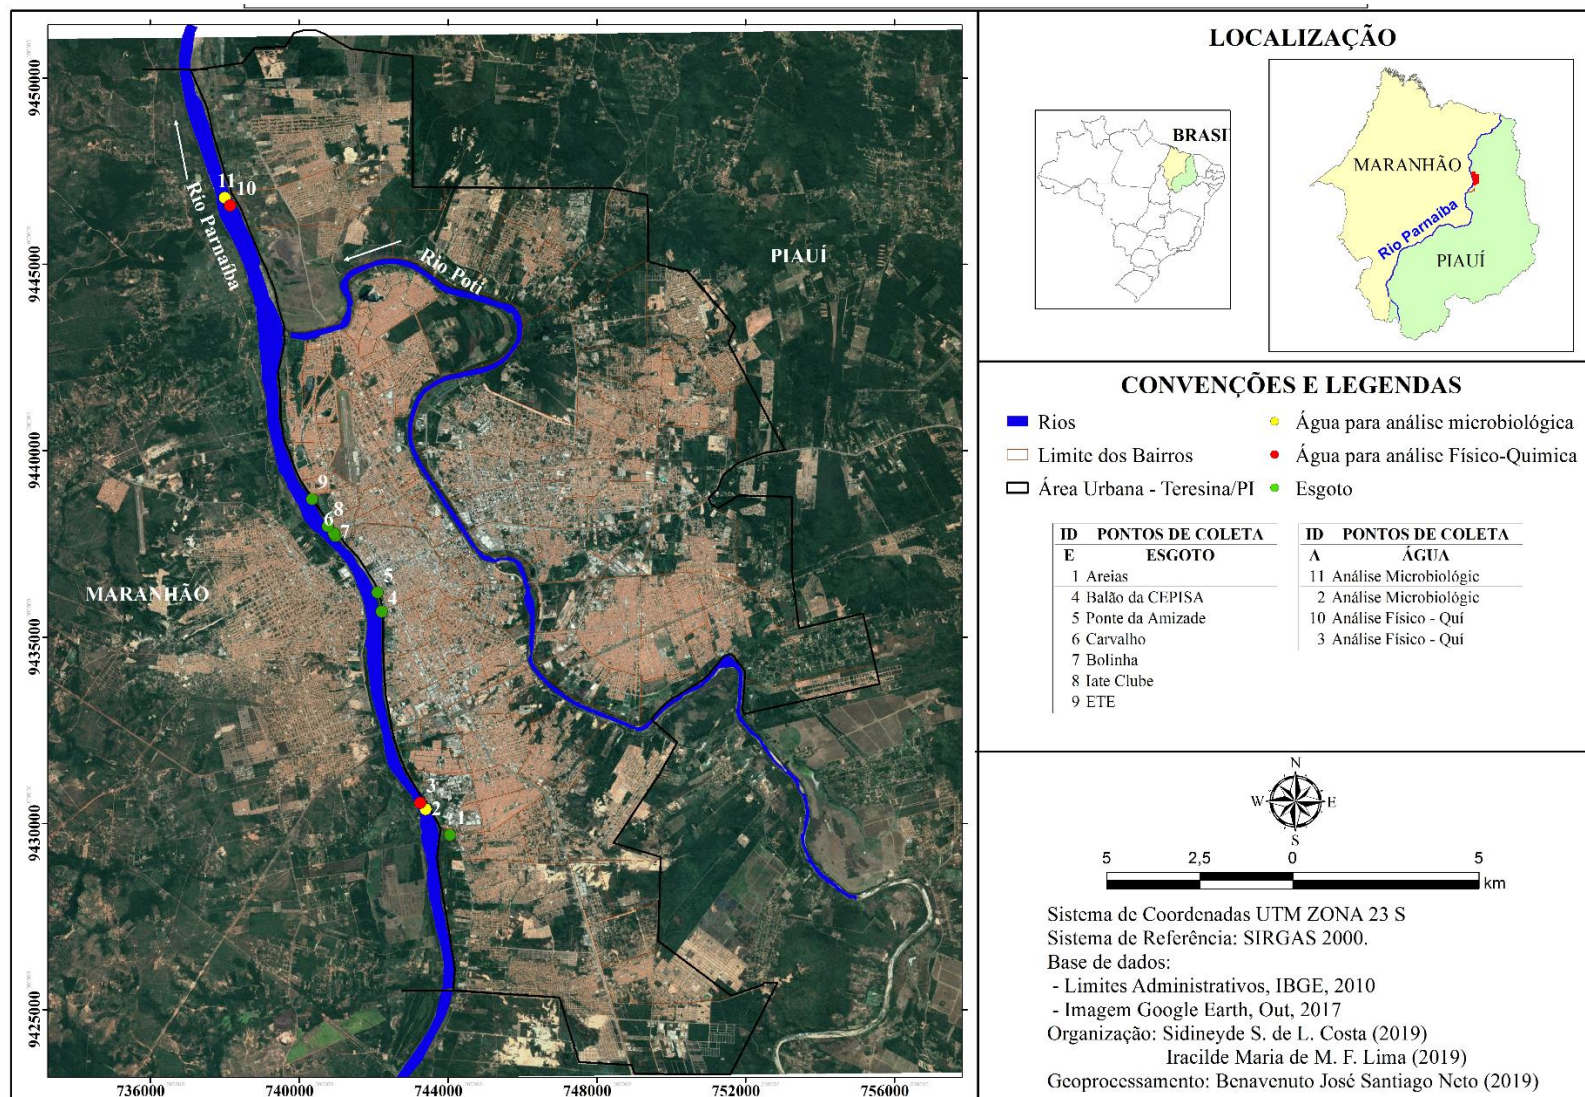 9450000
9445000
9440000
9435000
9430000
9425000
736000
740000
744000
748000
752000
756000
11
10
Rio Parnaíba
Rio Poti
PIAUÍ
MARANHÃO
9
8
6
7
5
4
3
2
1
LOCALIZAÇÃO
BRASI
MARANHÃO
Rio Parnaíba
PIAUÍ
CONVENÇÕES E LEGENDAS
Rios
Limite dos Bairros
Área Urbana - Teresina/PI
Água para análise microbiológica
Água para análise Físico-Quimica
Esgoto
ID PONTOS DE COLETA
E ESGOTO
1 Areias
4 Balão da CEPISA
5 Ponte da Amizade
6 Carvalho
7 Bolinha
8 Iate Clube
9 ETE
ID PONTOS DE COLETA
A ÁGUA
11 Análise Microbiológic
2 Análise Microbiológic
10 Análise Físico - Quí
3 Análise Físico - Quí
N
W E
S
5 2,5 0 5
km
Sistema de Coordenadas UTM ZONA 23 S
Sistema de Referência: SIRGAS 2000.
Base de dados:
- Limites Administrativos, IBGE, 2010
- Imagem Google Earth, Out, 2017
Organização: Sidineyde S. de L. Costa (2019)
Iracilde Maria de M. F. Lima (2019)
Geoprocessamento: Benavenuto José Santiago Neto (2019)